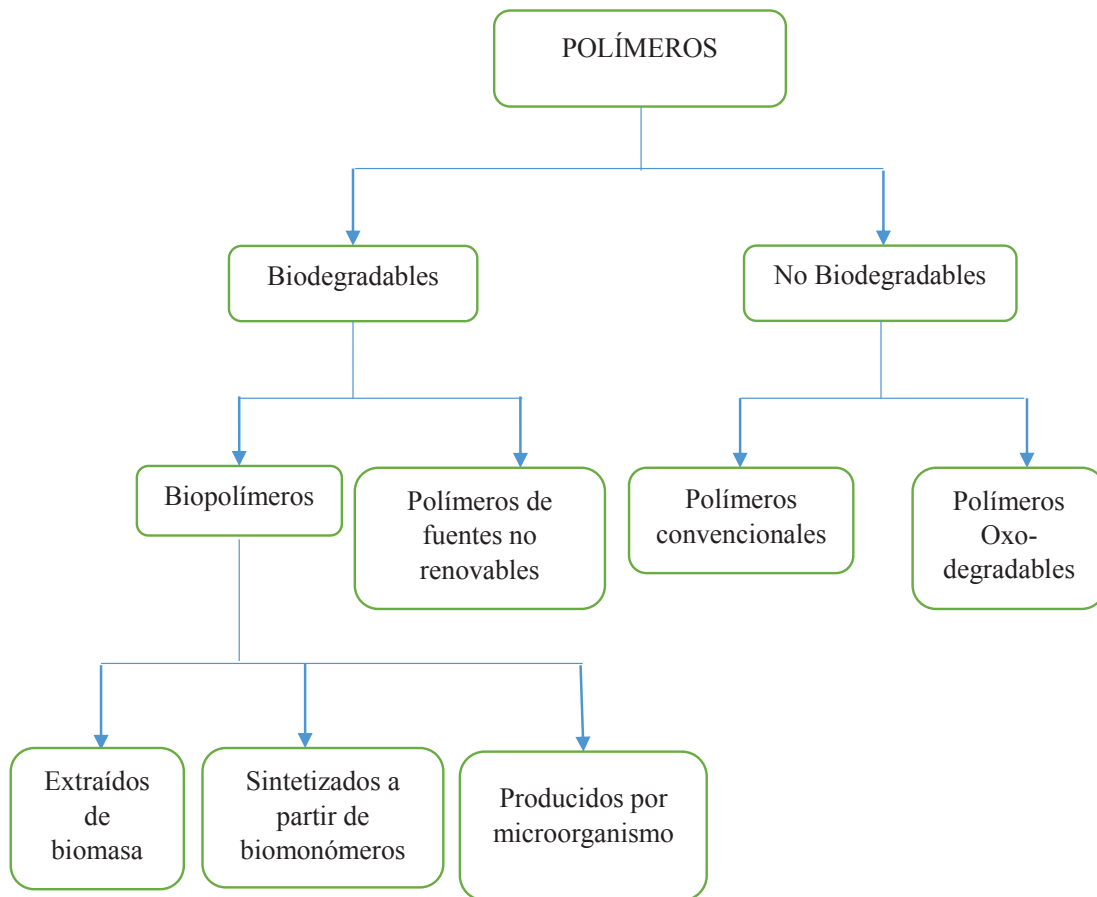 POLÍMEROS
Biodegradables
No Biodegradables
Biopolímeros
Polímeros de
fuentes no
renovables
Polímeros
convencionales
Polímeros
Oxo-
degradables
Extraídos
de
biomasa
Sintetizados a
partir de
biomonómeros
Producidos por
microorganismo